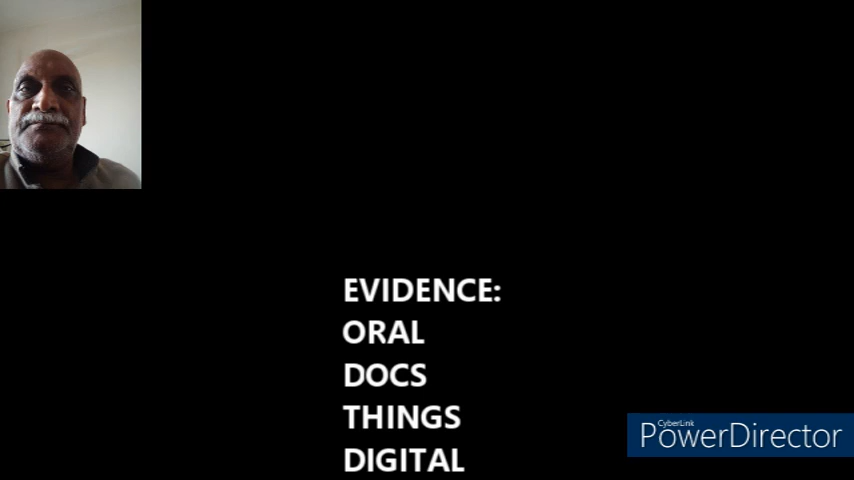 EVIDENCE:
ORAL
DOCS
THINGS
DIGITAL
CyberLink
PowerDirector